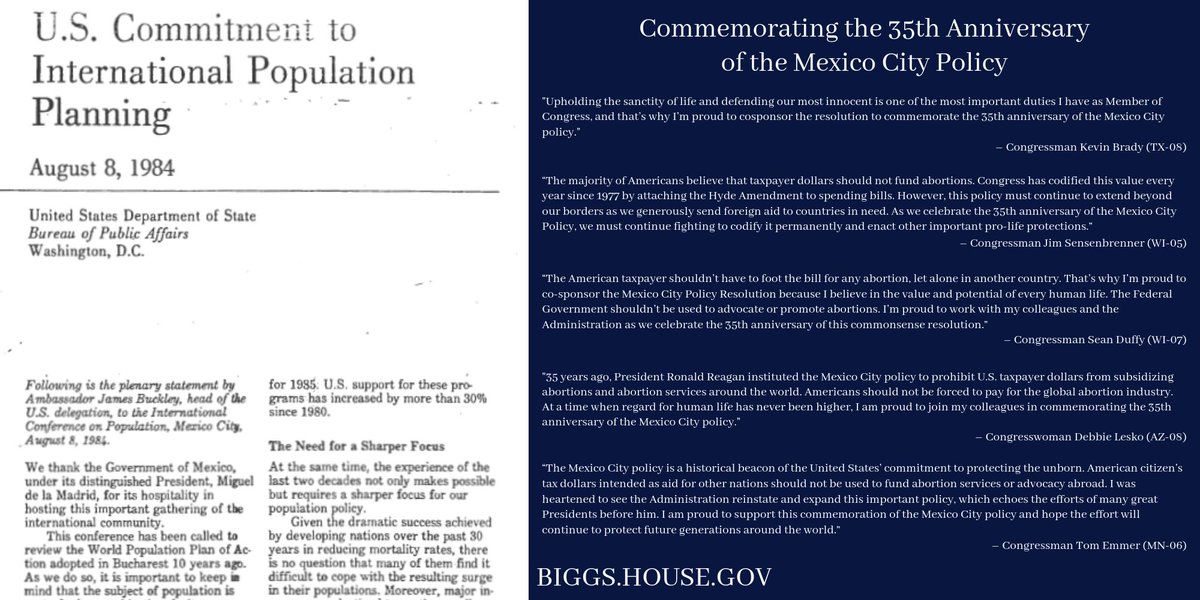 U.S. Commitment to
International Population
Planning
August 8, 1984
United States Department of State
Bureau of Public Affairs
Washington, D.C.
Following is the plenary statement by
Ambassador James Buckley, head of the
U.S. delegation, to the International
Conference on Population, Mexico City,
August 8, 1984.
We thank the Government of Mexico,
under its distinguished President, Miguel
de la Madrid, for its hospitality in
hosting this important gathering of the
international community.
This conference has been called to
review the World Population Plan of Ac-
tion adopted in Bucharest 10 years ago.
As we do so, it is important to keep in
mind that the subject of population is
for 1985. U.S. support for these pro-
grams has increased by more than 30%
since 1980.
The Need for a Sharper Focus
At the same time, the experience of the
last two decades not only makes possible
but requires a sharper focus for our
population policy.
Given the dramatic success achieved
by developing nations over the past 30
years in reducing mortality rates, there
is no question that many of them find it
difficult to cope with the resulting surge
in their populations. Moreover, major in-
Commemorating the 35th Anniversary
of the Mexico City Policy
"Upholding the sanctity of life and defending our most innocent is one of the most important duties I have as Member of
Congress, and that's why I'm proud to cosponsor the resolution to commemorate the 35th anniversary of the Mexico City
policy."
– Congressman Kevin Brady (TX-08)
"The majority of Americans believe that taxpayer dollars should not fund abortions. Congress has codified this value every
year since 1977 by attaching the Hyde Amendment to spending bills. However, this policy must continue to extend beyond
our borders as we generously send foreign aid to countries in need. As we celebrate the 35th anniversary of the Mexico City
Policy, we must continue fighting to codify it permanently and enact other important pro-life protections."
– Congressman Jim Sensenbrenner (WI-05)
"The American taxpayer shouldn't have to foot the bill for any abortion, let alone in another country. That's why I'm proud to
co-sponsor the Mexico City Policy Resolution because I believe in the value and potential of every human life. The Federal
Government shouldn't be used to advocate or promote abortions. I'm proud to work with my colleagues and the
Administration as we celebrate the 35th anniversary of this commonsense resolution."
– Congressman Sean Duffy (WI-07)
"35 years ago, President Ronald Reagan instituted the Mexico City policy to prohibit U.S. taxpayer dollars from subsidizing
abortions and abortion services around the world. Americans should not be forced to pay for the global abortion industry.
At a time when regard for human life has never been higher, I am proud to join my colleagues in commemorating the 35th
anniversary of the Mexico City policy."
– Congresswoman Debbie Lesko (AZ-08)
"The Mexico City policy is a historical beacon of the United States' commitment to protecting the unborn. American citizen's
tax dollars intended as aid for other nations should not be used to fund abortion services or advocacy abroad. I was
heartened to see the Administration reinstate and expand this important policy, which echoes the efforts of many great
Presidents before him. I am proud to support this commemoration of the Mexico City policy and hope the effort will
continue to protect future generations around the world."
– Congressman Tom Emmer (MN-06)
BIGGS.HOUSE.GOV